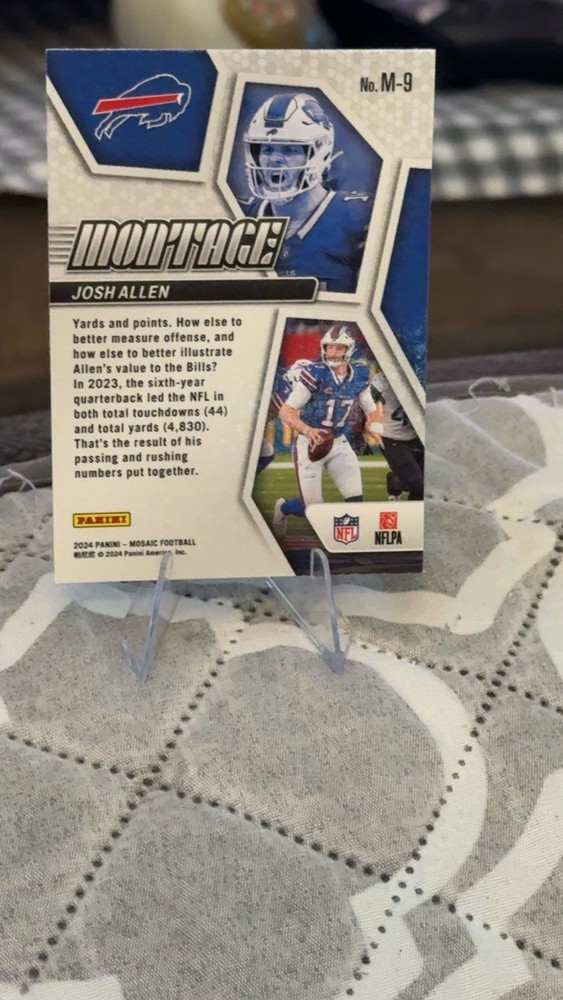 No. M-9
MONTAGE
JOSH ALLEN
Yards and points. How else to
better measure offense, and
how else to better illustrate
Allen's value to the Bills?
In 2023, the sixth-year
quarterback led the NFL in
both total touchdowns (44)
and total yards (4,830).
That's the result of his
passing and rushing
numbers put together.
17
PANINI
NFL
NFLPA
2024 PANINI – MOSAIC FOOTBALL
© 2024 Panini America, Inc.